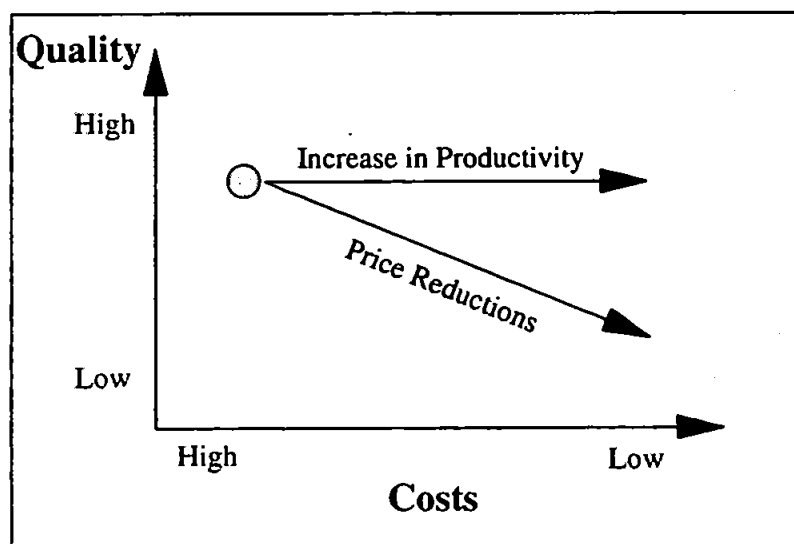 Quality
High
Increase in Productivity
Price Reductions
Low
High
Low
Costs